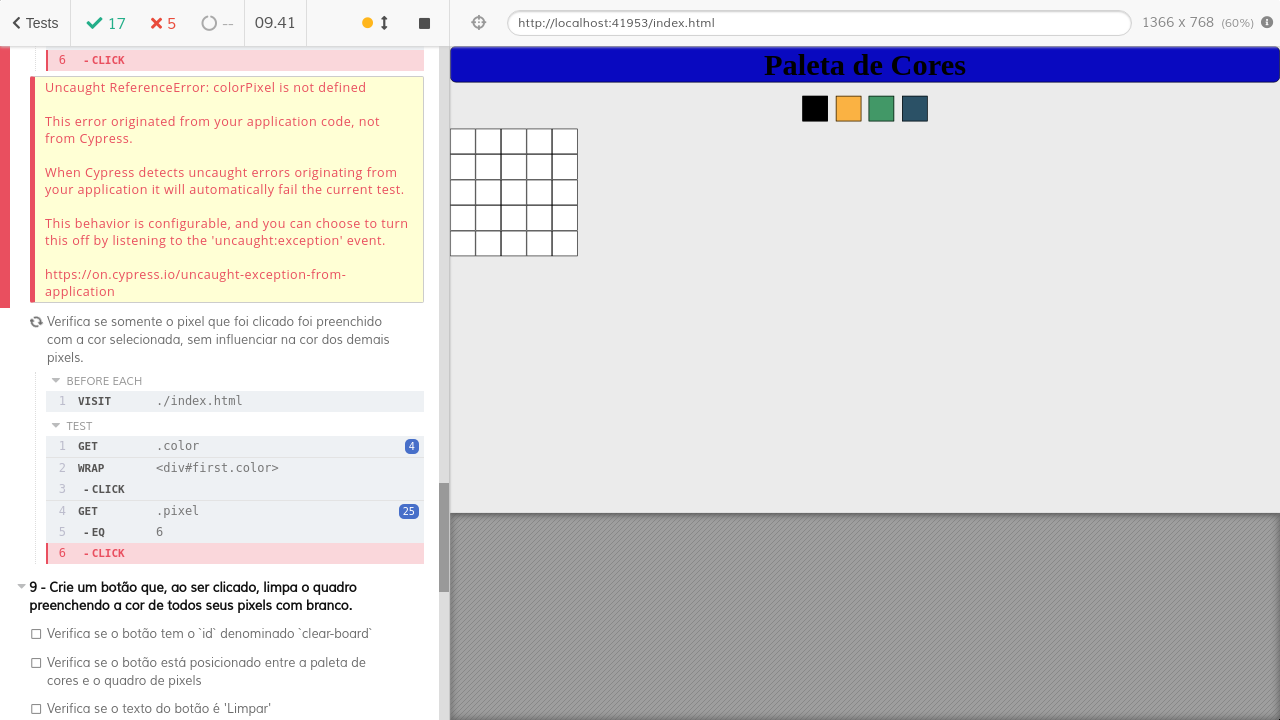 Tests
17
5
--
09.41
http://localhost:41953/index.html
1366 x 768 (60%)
6 - CLICK
Uncaught ReferenceError: colorPixel is not defined
This error originated from your application code, not
from Cypress.
When Cypress detects uncaught errors originating from
your application it will automatically fail the current test.
This behavior is configurable, and you can choose to turn
this off by listening to the 'uncaught:exception' event.
https://on.cypress.io/uncaught-exception-from-
application
Verifica se somente o pixel que foi clicado foi preenchido
com a cor selecionada, sem influenciar na cor dos demais
pixels.
BEFORE EACH
1 VISIT ./index.html
TEST
1 GET .color 4
2 WRAP <div#first.color>
3 - CLICK
4 GET .pixel 25
5 - EQ 6
6 - CLICK
9 - Crie um botão que, ao ser clicado, limpa o quadro
preenchendo a cor de todos seus pixels com branco.
Verifica se o botão tem o `id` denominado `clear-board`
Verifica se o botão está posicionado entre a paleta de
cores e o quadro de pixels
Verifica se o texto do botão é 'Limpar'
Paleta de Cores